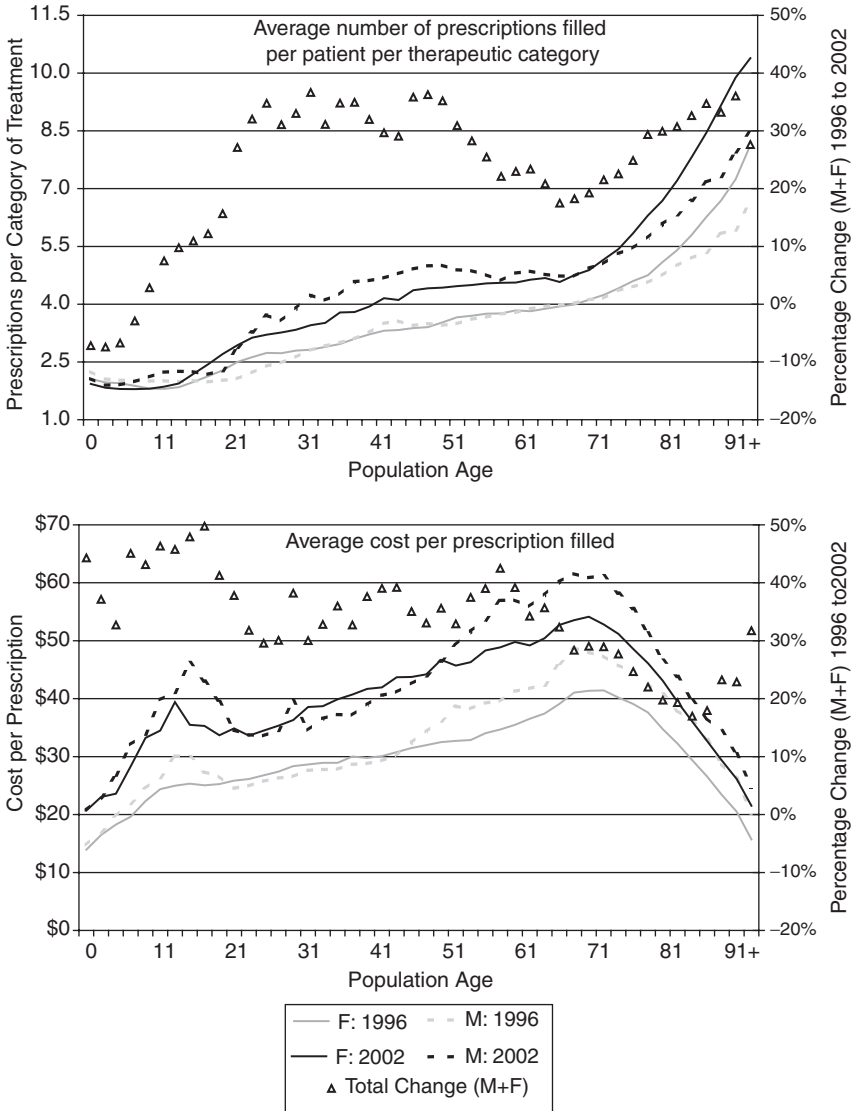 Average number of prescriptions filled
per patient per therapeutic category
Prescriptions per Category of Treatment
11.5
10.0
8.5
7.0
5.5
4.0
2.5
1.0
50%
40%
30%
20%
10%
0%
−10%
−20%
Percentage Change (M+F) 1996 to 2002
0 11 21 31 41 51 61 71 81 91+
Population Age
Average cost per prescription filled
Cost per Prescription
$70
$60
$50
$40
$30
$20
$10
$0
50%
40%
30%
20%
10%
0%
−10%
−20%
Percentage Change (M+F) 1996 to2002
0 11 21 31 41 51 61 71 81 91+
Population Age
F: 1996 M: 1996
F: 2002 M: 2002
Total Change (M+F)